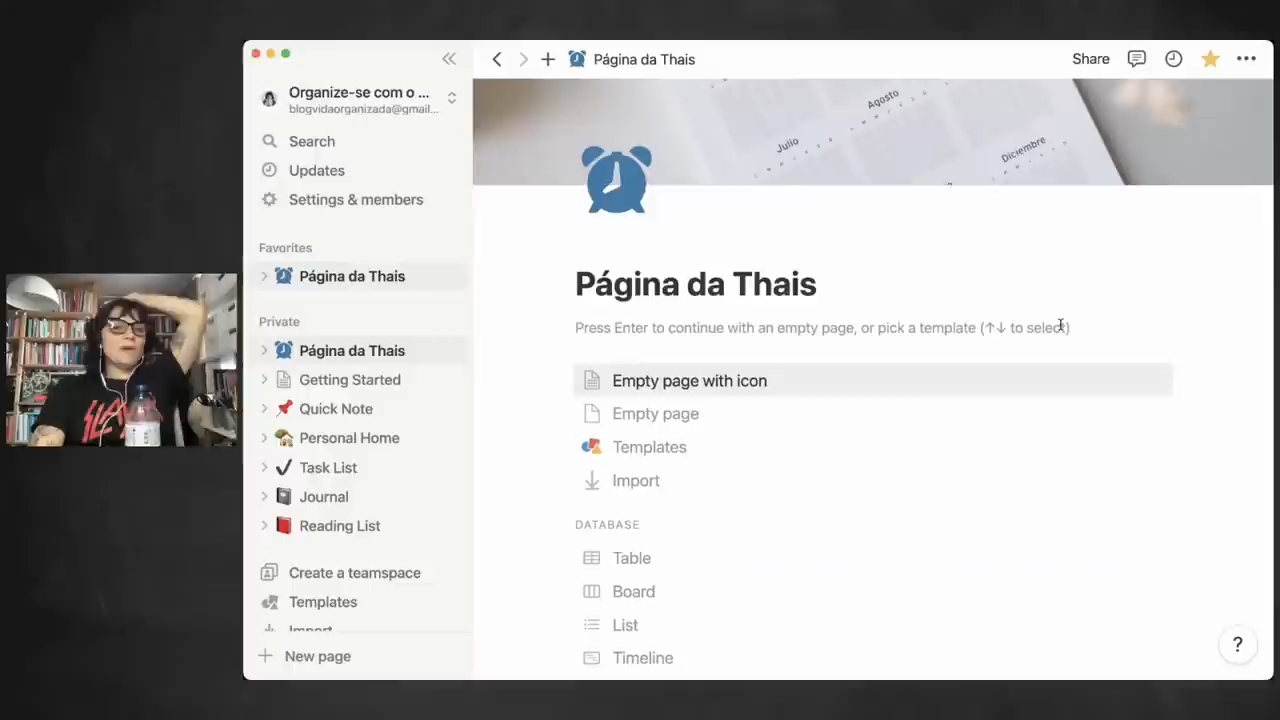 Organize-se com o ...
blogvidaorganizada@gmail...
Search
Updates
Settings & members
Favorites
Página da Thais
Private
Página da Thais
Getting Started
Quick Note
Personal Home
Task List
Journal
Reading List
Create a teamspace
Templates
Import
New page
Página da Thais
Share
Julio
Agosto
Diciembre
Página da Thais
Press Enter to continue with an empty page, or pick a template (↑↓ to select)
Empty page with icon
Empty page
Templates
Import
DATABASE
Table
Board
List
Timeline
?